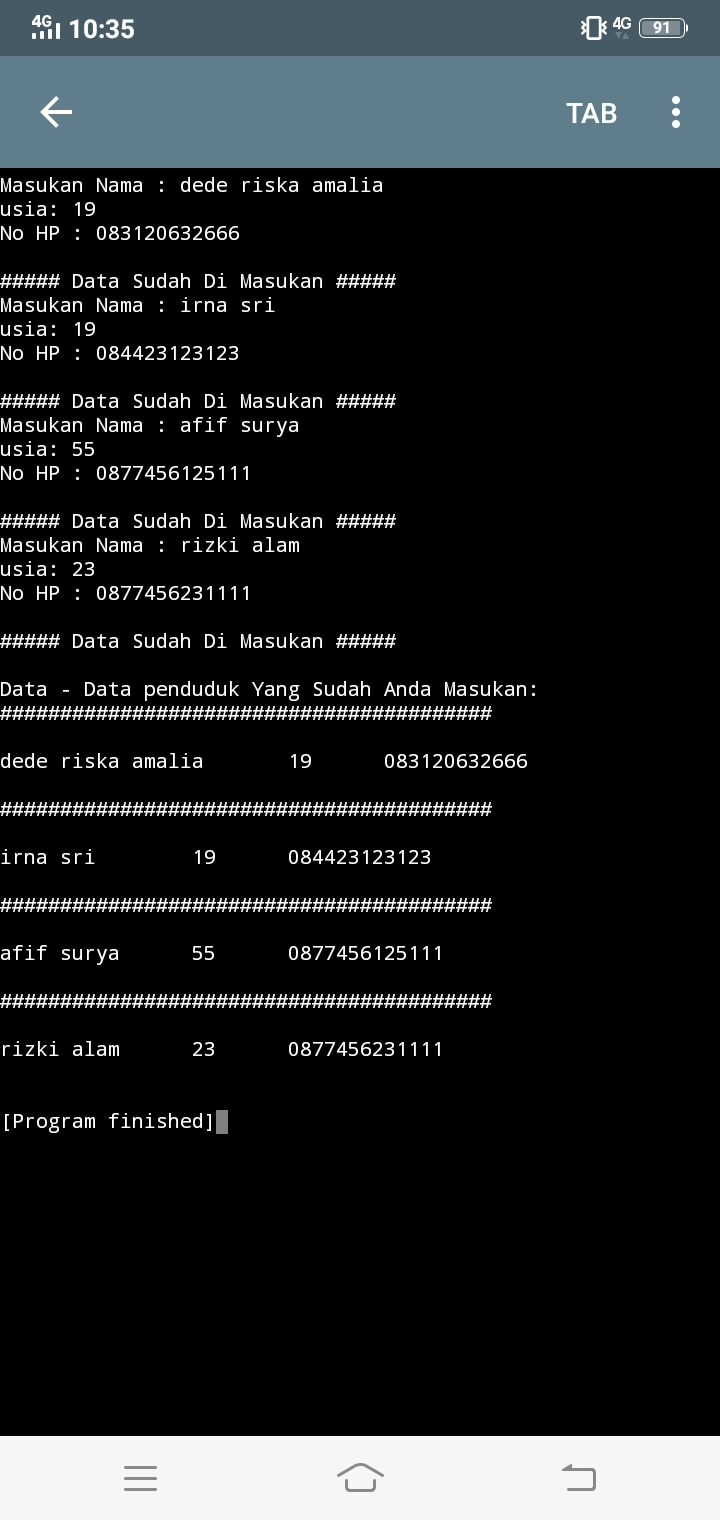 4G 10:35 4G 91
TAB
Masukan Nama : dede riska amalia
usia: 19
No HP : 083120632666
##### Data Sudah Di Masukan #####
Masukan Nama : irna sri
usia: 19
No HP : 084423123123
##### Data Sudah Di Masukan #####
Masukan Nama : afif surya
usia: 55
No HP : 0877456125111
##### Data Sudah Di Masukan #####
Masukan Nama : rizki alam
usia: 23
No HP : 0877456231111
##### Data Sudah Di Masukan #####
Data - Data penduduk Yang Sudah Anda Masukan:
#########################################
dede riska amalia 19 083120632666
#########################################
irna sri 19 084423123123
#########################################
afif surya 55 0877456125111
#########################################
rizki alam 23 0877456231111
[Program finished]